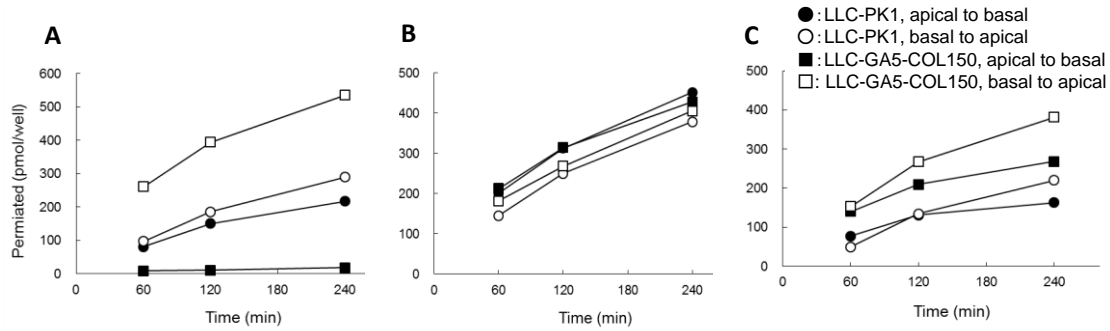 A
B
C
●: LLC-PK1, apical to basal
○: LLC-PK1, basal to apical
■: LLC-GA5-COL150, apical to basal
□: LLC-GA5-COL150, basal to apical
Permiated (pmol/well)
600
500
400
300
200
100
0
0 60 120 180 240
Time (min)
500
400
300
200
100
0
0 60 120 180 240
Time (min)
500
400
300
200
100
0
0 60 120 180 240
Time (min)